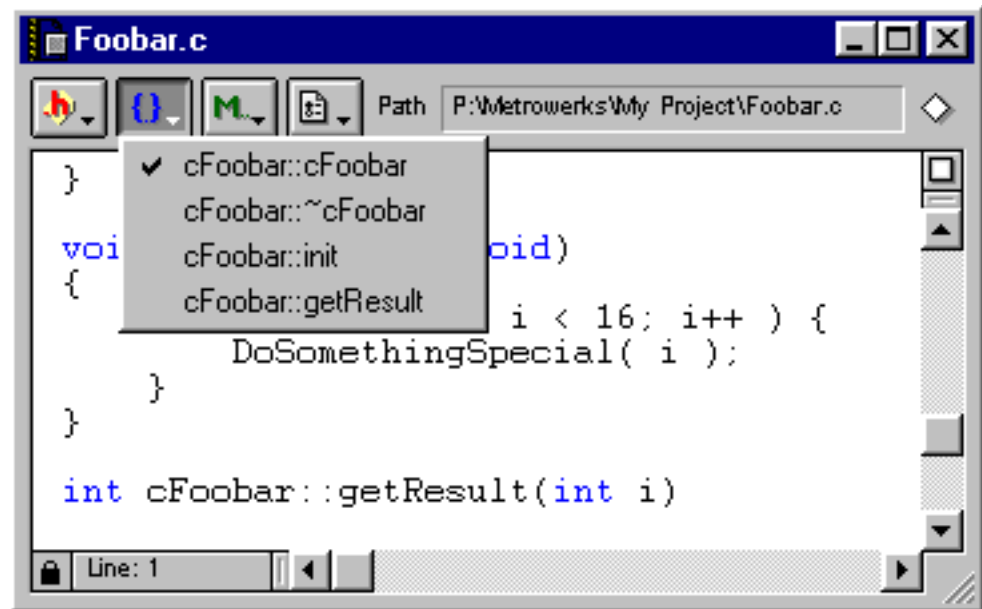 Foobar.c
h {} M.. Path P:\Metrowerks\My Project\Foobar.c
✔ cFoobar::cFoobar
cFoobar::~cFoobar
cFoobar::init
cFoobar::getResult
}
voi oid)
{
i < 16; i++ ) {
DoSomethingSpecial( i );
}
}
int cFoobar::getResult(int i)
Line: 1